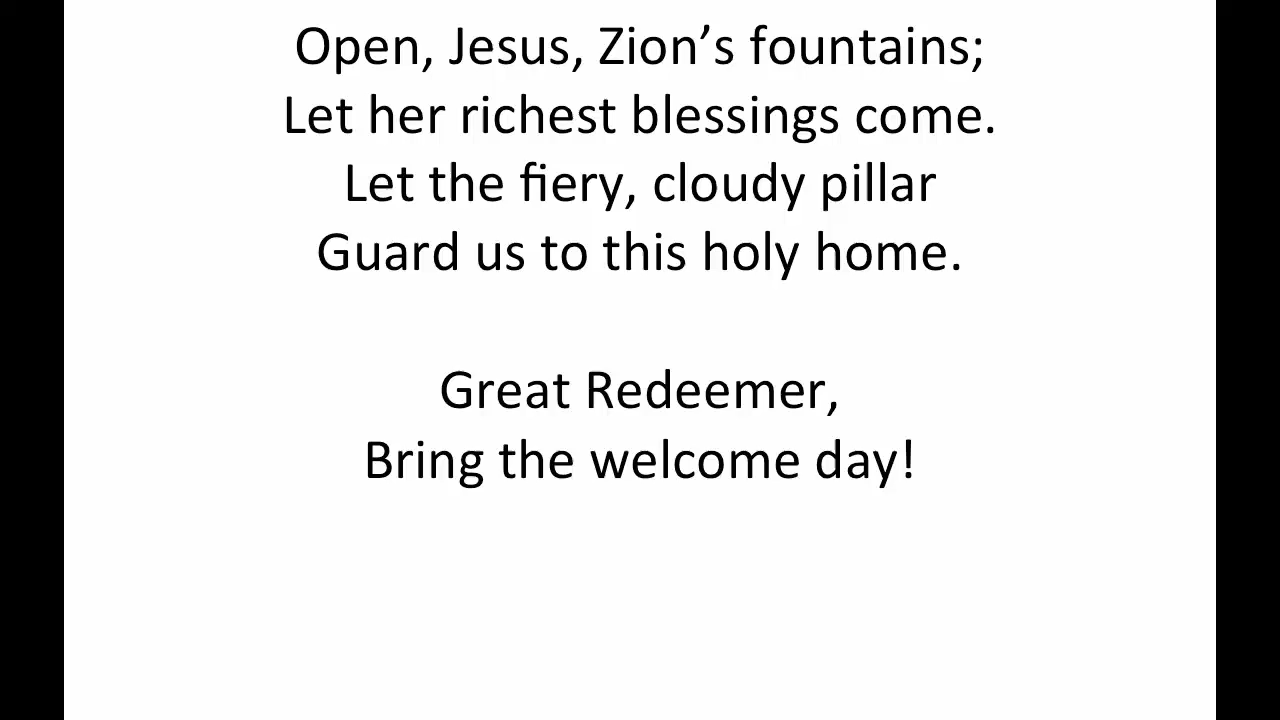 Open, Jesus, Zion’s fountains;
Let her richest blessings come.
Let the fiery, cloudy pillar
Guard us to this holy home.
Great Redeemer,
Bring the welcome day!